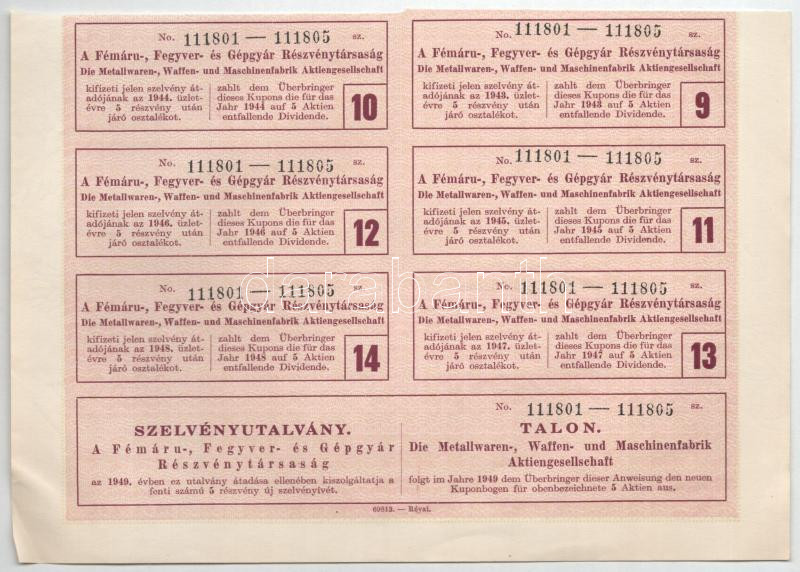 No. 111801 — 111805 sz.
A Fémáru-, Fegyver- és Gépgyár Részvénytársaság
Die Metallwaren-, Waffen- und Maschinenfabrik Aktiengesellschaft
kifizeti jelen szelvény át-
adójának az 1944. üzlet-
évre 5 részvény után
járó osztalékot.
zahlt dem Überbringer
dieses Kupons die für das
Jahr 1944 auf 5 Aktien
entfallende Dividende.
10
No. 111801 — 111805 sz.
A Fémáru-, Fegyver- és Gépgyár Részvénytársaság
Die Metallwaren-, Waffen- und Maschinenfabrik Aktiengesellschaft
kifizeti jelen szelvény át-
adójának az 1943. üzlet-
évre 5 részvény után
járó osztalékot.
zahlt dem Überbringer
dieses Kupons die für das
Jahr 1943 auf 5 Aktien
entfallende Dividende.
9
No. 111801 — 111805 sz.
A Fémáru-, Fegyver- és Gépgyár Részvénytársaság
Die Metallwaren-, Waffen- und Maschinenfabrik Aktiengesellschaft
kifizeti jelen szelvény át-
adójának az 1946. üzlet-
évre 5 részvény után
járó osztalékot.
zahlt dem Überbringer
dieses Kupons die für das
Jahr 1946 auf 5 Aktien
entfallende Dividende.
12
No. 111801 — 111805 sz.
A Fémáru-, Fegyver- és Gépgyár Részvénytársaság
Die Metallwaren-, Waffen- und Maschinenfabrik Aktiengesellschaft
kifizeti jelen szelvény át-
adójának az 1945. üzlet-
évre 5 részvény után
járó osztalékot.
zahlt dem Überbringer
dieses Kupons die für das
Jahr 1945 auf 5 Aktien
entfallende Dividende.
11
No. 111801 — 111805 sz.
A Fémáru-, Fegyver- és Gépgyár Részvénytársaság
Die Metallwaren-, Waffen- und Maschinenfabrik Aktiengesellschaft
kifizeti jelen szelvény át-
adójának az 1948. üzlet-
évre 5 részvény után
járó osztalékot.
zahlt dem Überbringer
dieses Kupons die für das
Jahr 1948 auf 5 Aktien
entfallende Dividende.
14
No. 111801 — 111805 sz.
A Fémáru-, Fegyver- és Gépgyár Részvénytársaság
Die Metallwaren-, Waffen- und Maschinenfabrik Aktiengesellschaft
kifizeti jelen szelvény át-
adójának az 1947. üzlet-
évre 5 részvény után
járó osztalékot.
zahlt dem Überbringer
dieses Kupons die für das
Jahr 1947 auf 5 Aktien
entfallende Dividende.
13
darabanth
SZELVÉNYUTALVÁNY.
A Fémáru-, Fegyver- és Gépgyár
Részvénytársaság
az 1949. évben ez utalvány átadása ellenében kiszolgáltatja a
fenti számú 5 részvény új szelvényívét.
No. 111801 — 111805 sz.
TALON.
Die Metallwaren-, Waffen- und Maschinenfabrik
Aktiengesellschaft
folgt im Jahre 1949 dem Überbringer dieser Anweisung den neuen
Kuponbogen für obenbezeichnete 5 Aktien aus.
69813. — Révai.